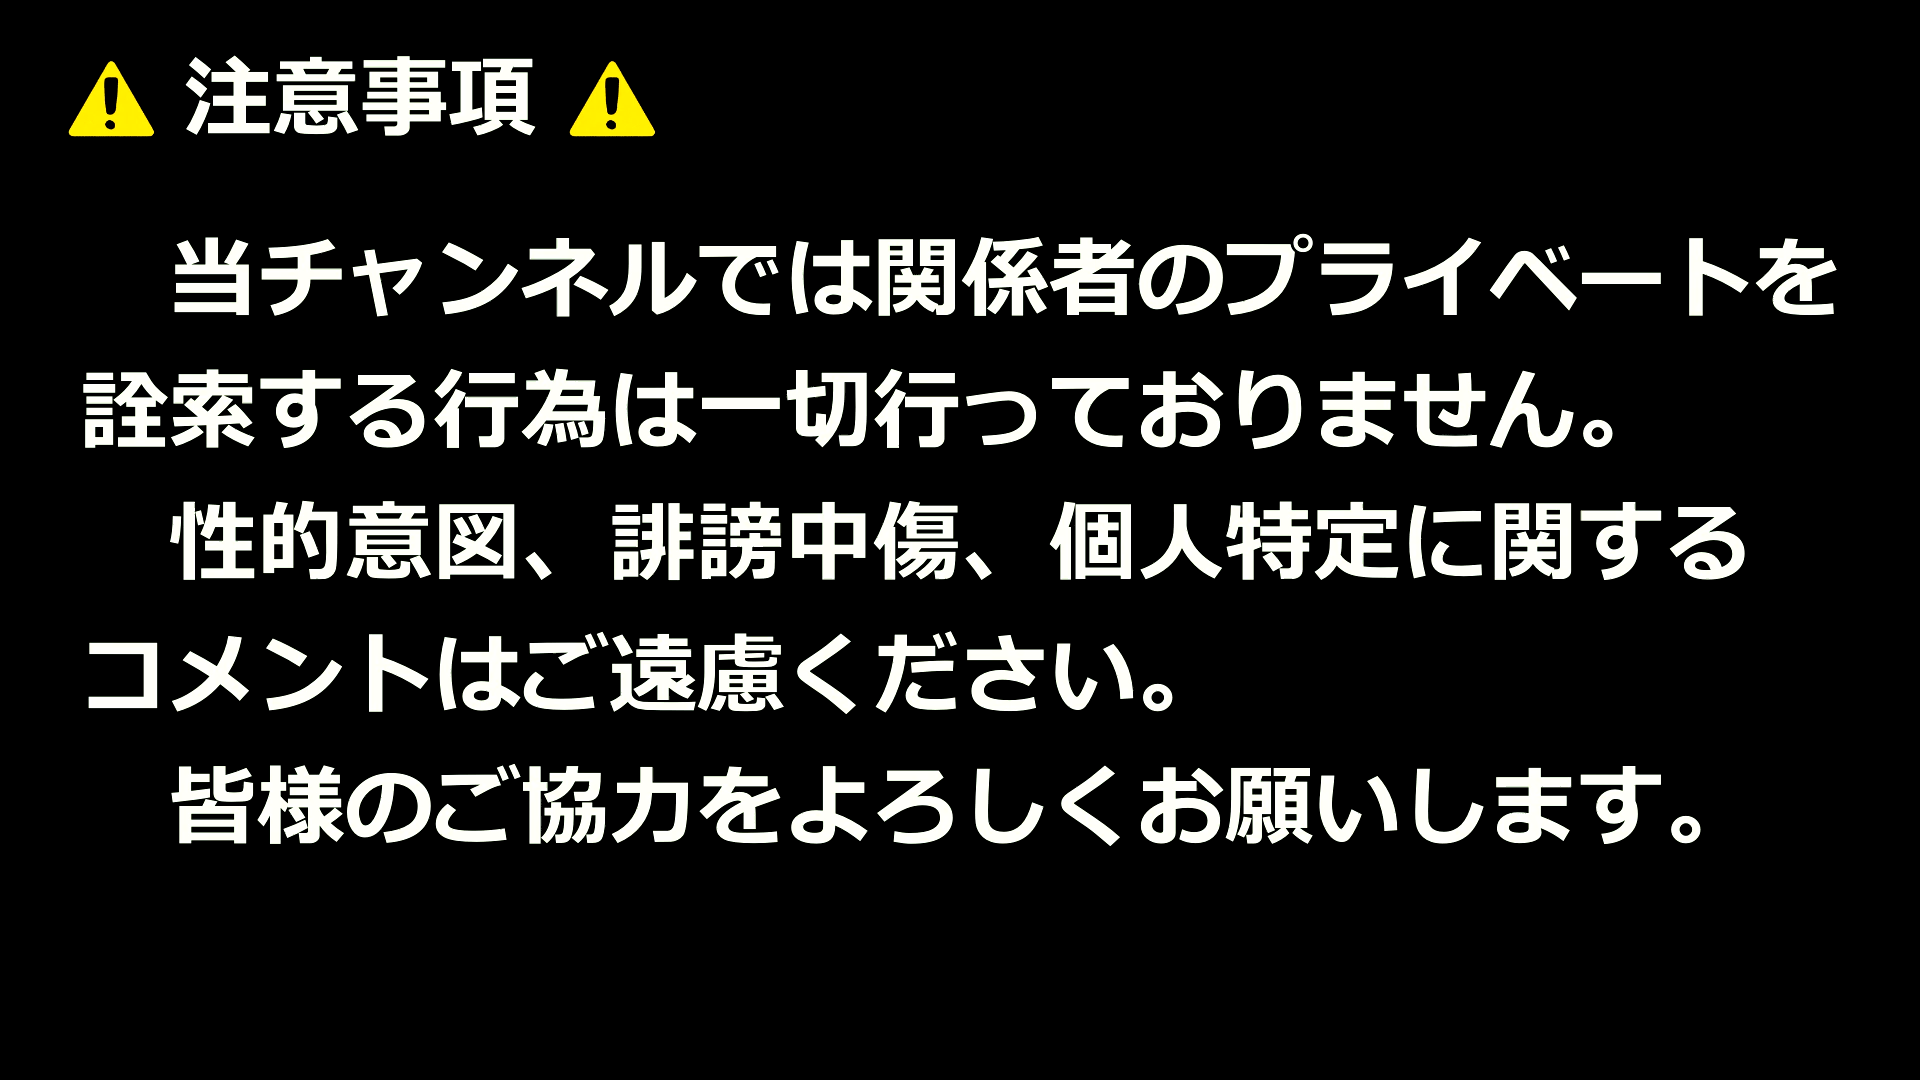 ⚠ 注意事項 ⚠
当チャンネルでは関係者のプライベートを
詮索する行為は一切行っておりません。
性的意図、誹謗中傷、個人特定に関する
コメントはご遠慮ください。
皆様のご協力をよろしくお願いします。